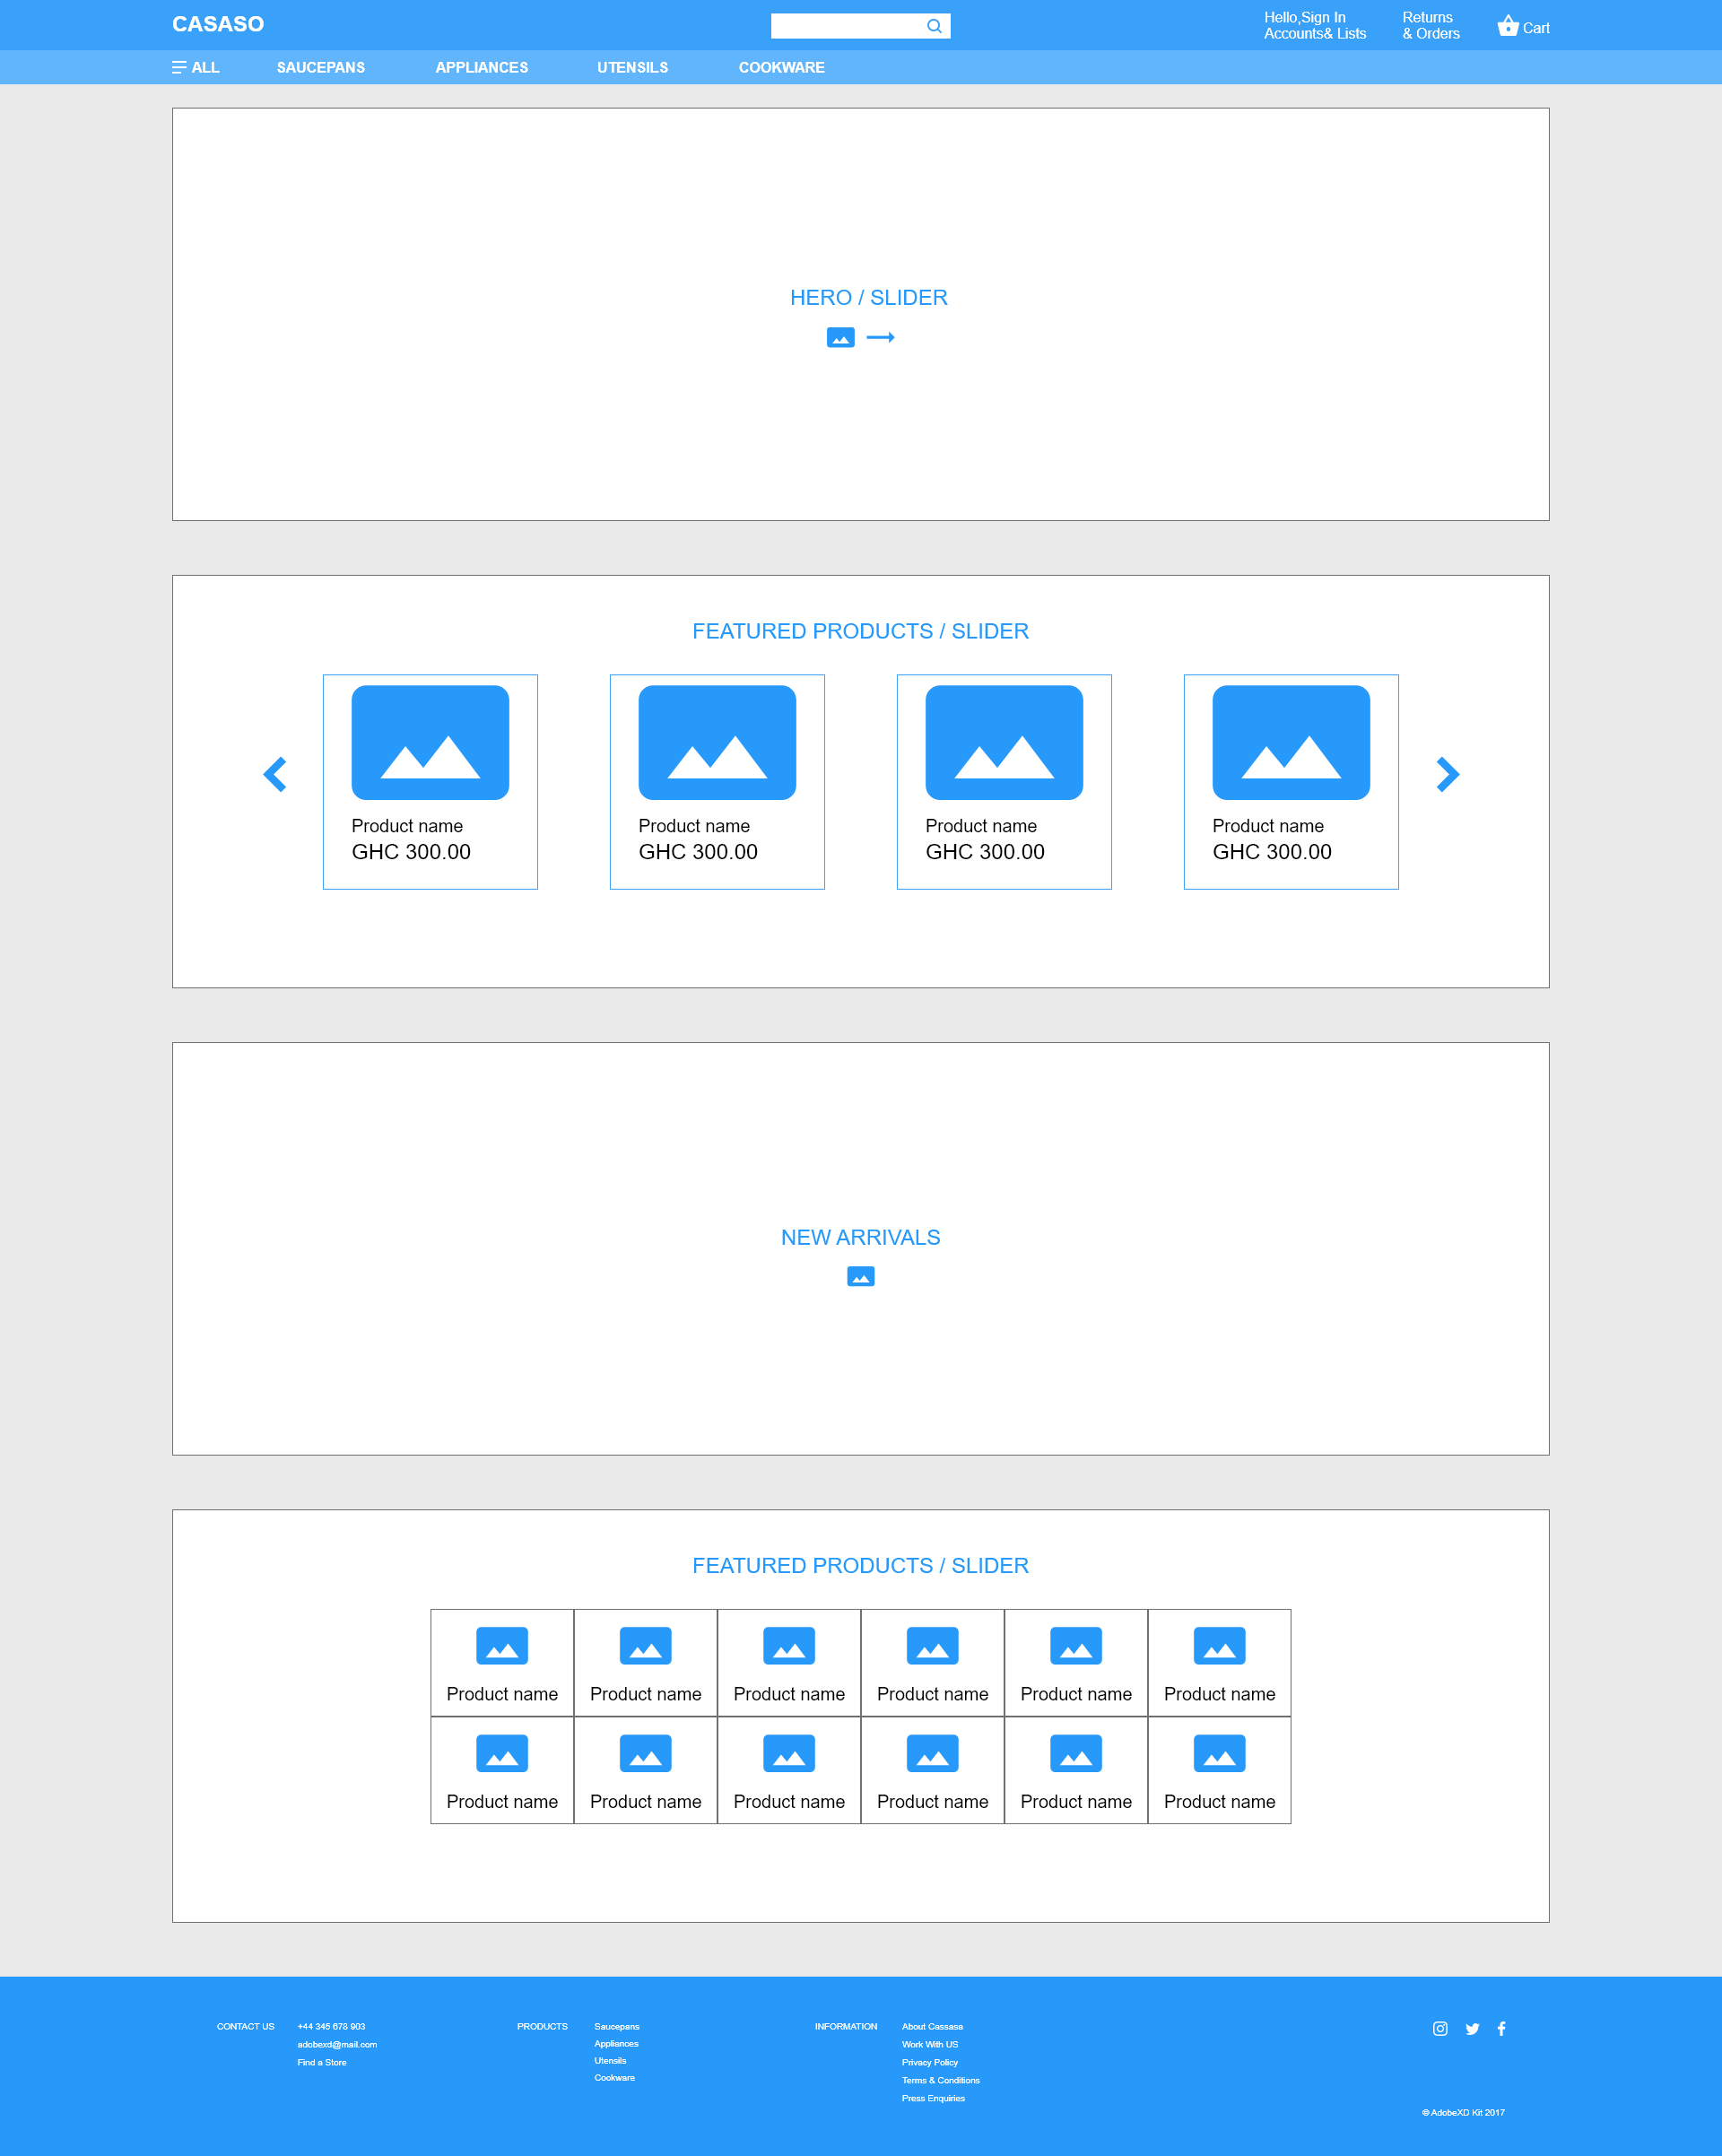 CASASO
Hello,Sign In
Accounts& Lists
Returns
& Orders
Cart
ALL
SAUCEPANS
APPLIANCES
UTENSILS
COOKWARE
HERO / SLIDER
FEATURED PRODUCTS / SLIDER
Product name
GHC 300.00
Product name
GHC 300.00
Product name
GHC 300.00
Product name
GHC 300.00
NEW ARRIVALS
FEATURED PRODUCTS / SLIDER
Product name
Product name
Product name
Product name
Product name
Product name
Product name
Product name
Product name
Product name
Product name
Product name
CONTACT US
+44 345 678 903
adobexd@mail.com
Find a Store
PRODUCTS
Saucepans
Appliances
Utensils
Cookware
INFORMATION
About Cassasa
Work With US
Privacy Policy
Terms & Conditions
Press Enquiries
© AdobeXD Kit 2017